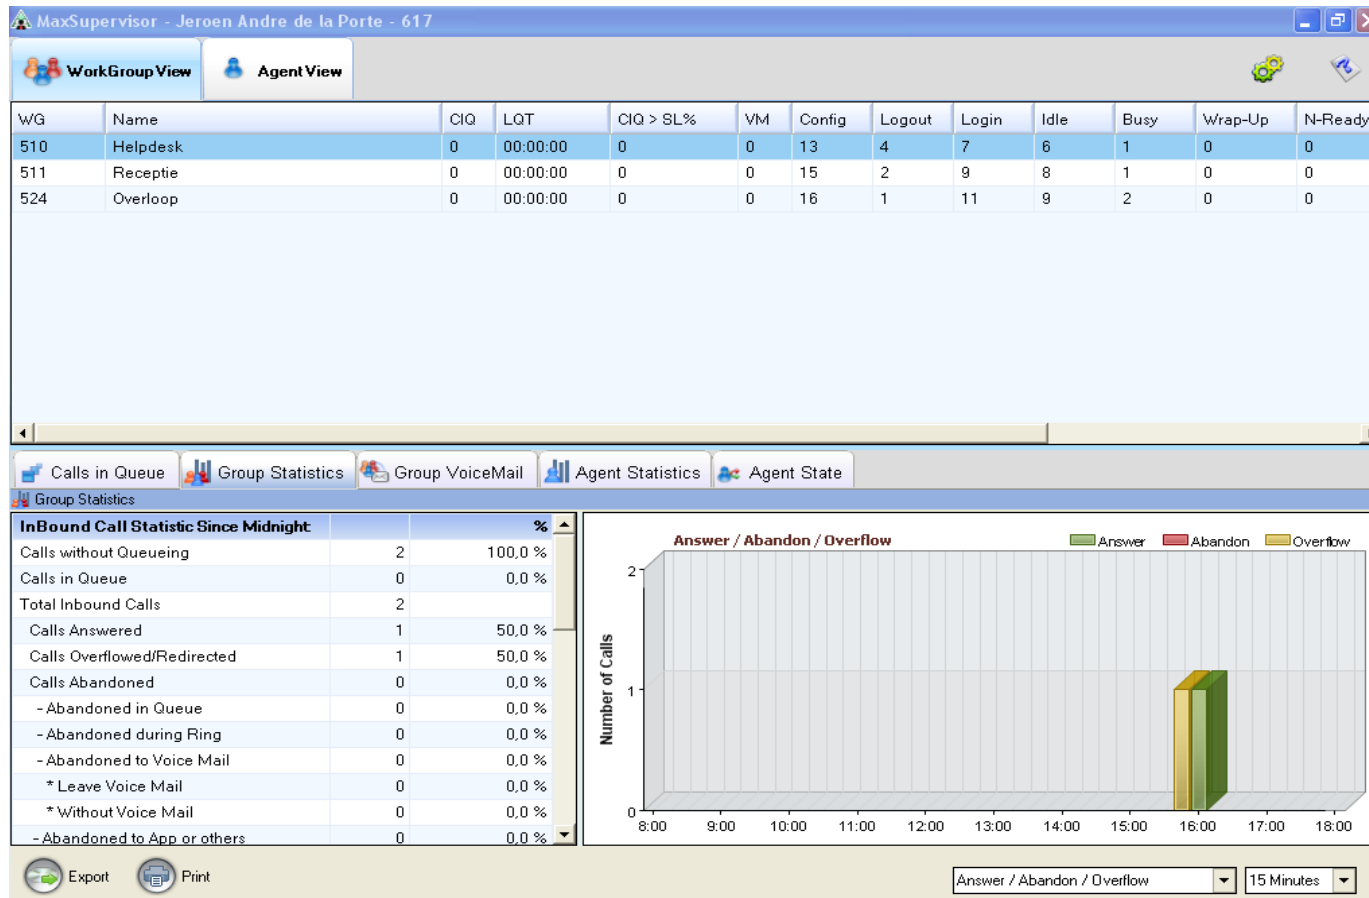 MaxSupervisor - Jeroen Andre de la Porte - 617
WorkGroup View Agent View
WG Name CIQ LQT CIQ > SL% VM Config Logout Login Idle Busy Wrap-Up N-Ready
510 Helpdesk 0 00:00:00 0 0 13 4 7 6 1 0 0
511 Receptie 0 00:00:00 0 0 15 2 9 8 1 0 0
524 Overloop 0 00:00:00 0 0 16 1 11 9 2 0 0
Calls in Queue Group Statistics Group VoiceMail Agent Statistics Agent State
Group Statistics
InBound Call Statistic Since Midnight: %
Calls without Queueing 2 100,0 %
Calls in Queue 0 0,0 %
Total Inbound Calls 2
Calls Answered 1 50,0 %
Calls Overflowed/Redirected 1 50,0 %
Calls Abandoned 0 0,0 %
- Abandoned in Queue 0 0,0 %
- Abandoned during Ring 0 0,0 %
- Abandoned to Voice Mail 0 0,0 %
* Leave Voice Mail 0 0,0 %
* Without Voice Mail 0 0,0 %
- Abandoned to App or others 0 0,0 %
Answer / Abandon / Overflow
Answer Abandon Overflow
Number of Calls
2
1
0
8:00 9:00 10:00 11:00 12:00 13:00 14:00 15:00 16:00 17:00 18:00
Export Print Answer / Abandon / Overflow 15 Minutes